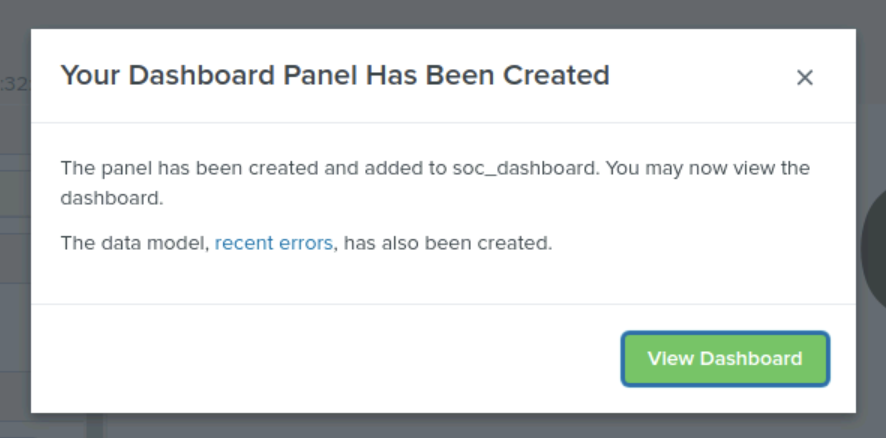 :32
Your Dashboard Panel Has Been Created
The panel has been created and added to soc_dashboard. You may now view the
dashboard.
The data model, recent errors, has also been created.
View Dashboard